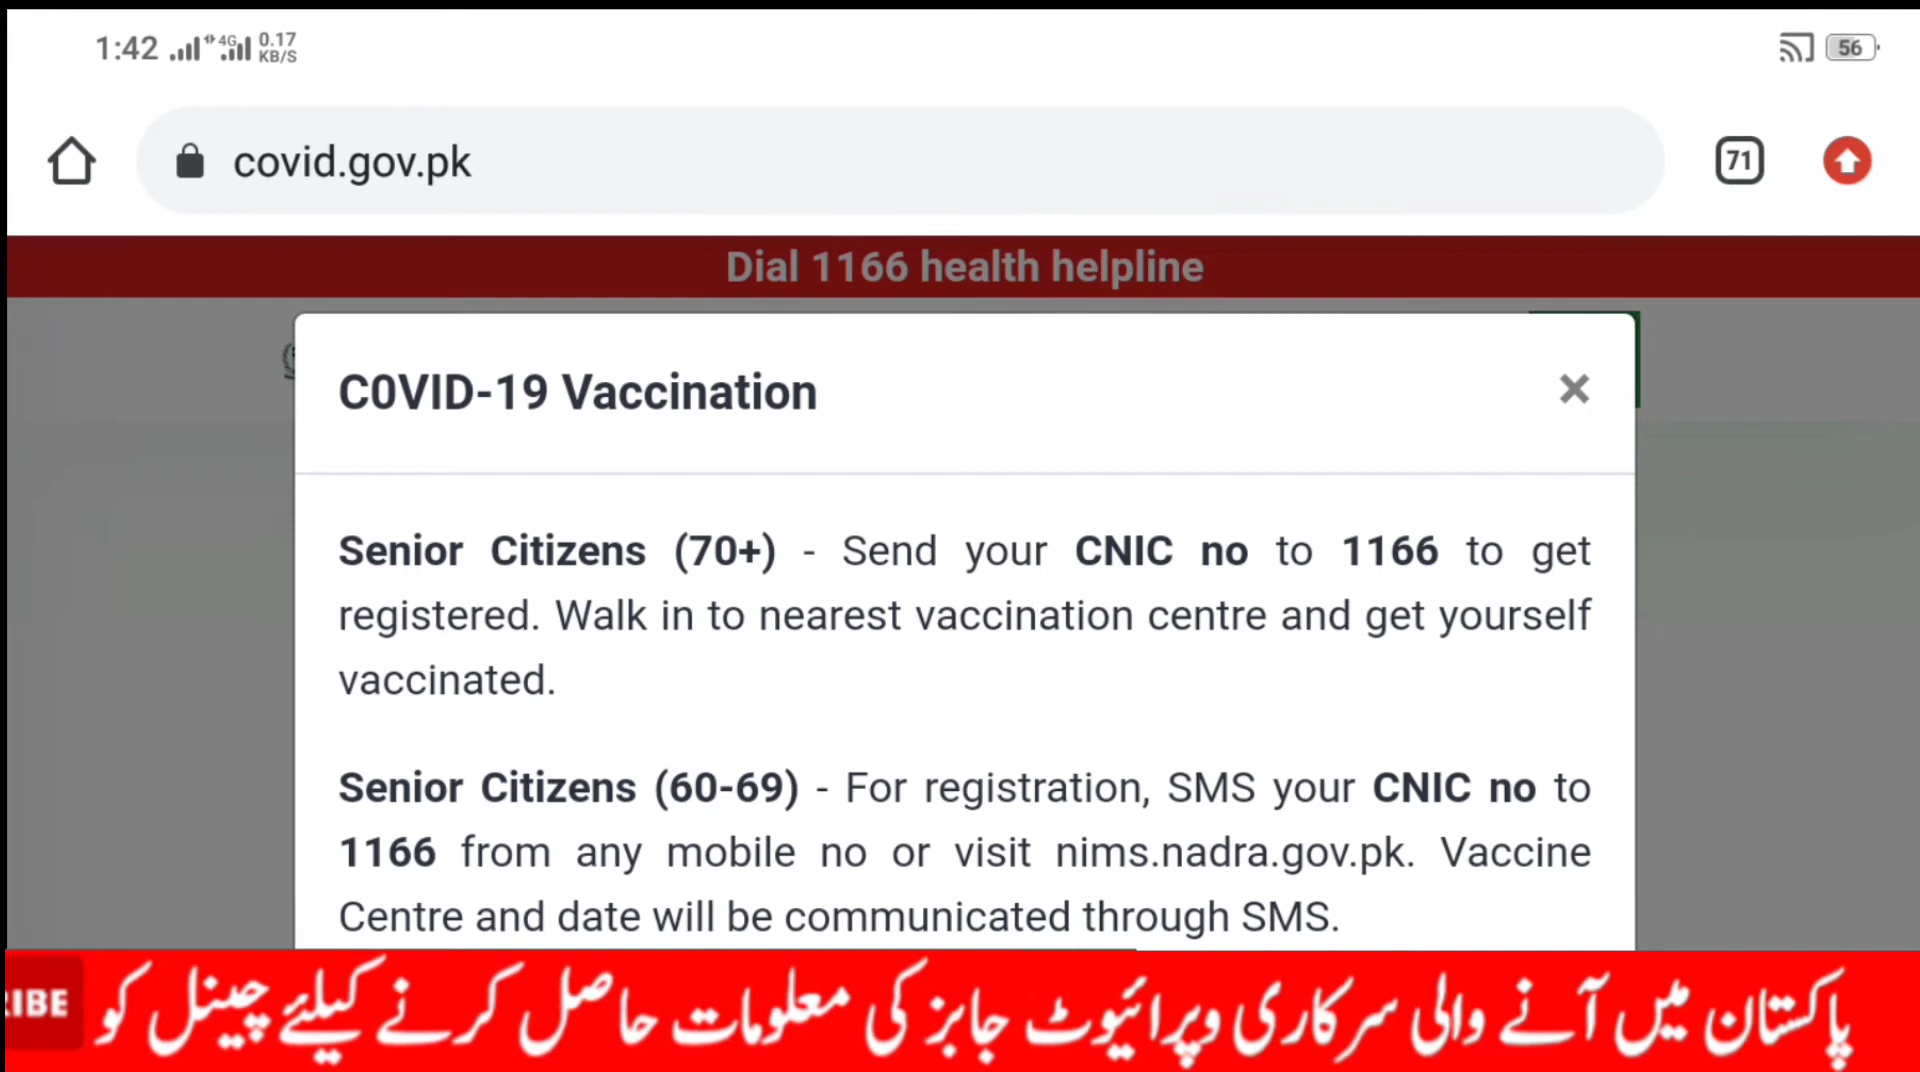 1:42 4G 0.17 KB/S 56
covid.gov.pk 71
Dial 1166 health helpline
C0VID-19 Vaccination ×
Senior Citizens (70+) - Send your CNIC no to 1166 to get
registered. Walk in to nearest vaccination centre and get yourself
vaccinated.
Senior Citizens (60-69) - For registration, SMS your CNIC no to
1166 from any mobile no or visit nims.nadra.gov.pk. Vaccine
Centre and date will be communicated through SMS.
پاکستان میں آنے والی سرکاری وپرائیوٹ جابز کی معلومات حاصل کرنے کیلئے چینل کو RIBE